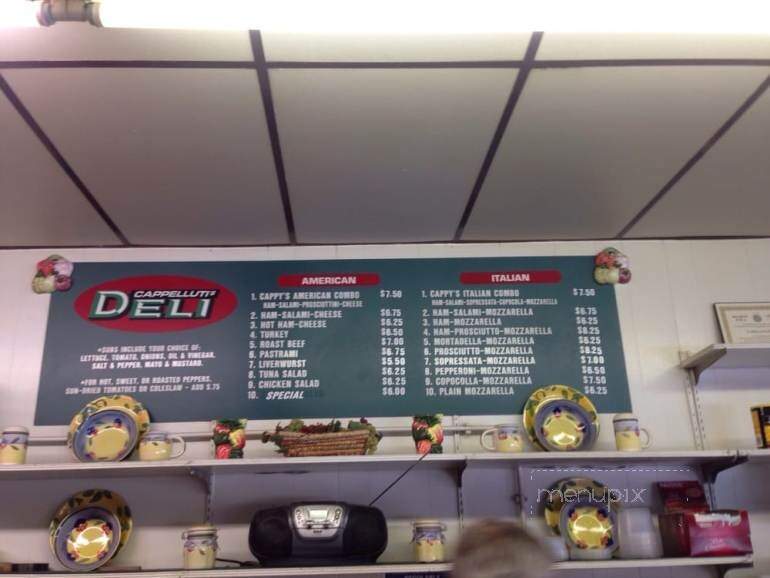 CAPPELLUTI'S
DELI
*SUBS INCLUDE YOUR CHOICE OF:
LETTUCE, TOMATO, ONIONS, OIL & VINEGAR,
SALT & PEPPER, MAYO & MUSTARD.
*FOR HOT, SWEET, OR ROASTED PEPPERS,
SUN-DRIED TOMATOES OR COLESLAW - ADD $.75
AMERICAN
1. CAPPY'S AMERICAN COMBO $7.50
HAM-SALAMI-PROSCIUTTINI-CHEESE
2. HAM-SALAMI-CHEESE $6.75
3. HOT HAM-CHEESE $6.25
4. TURKEY $6.50
5. ROAST BEEF $7.00
6. PASTRAMI $6.75
7. LIVERWURST $5.50
8. TUNA SALAD $6.25
9. CHICKEN SALAD $6.25
10. SPECIAL $6.00
ITALIAN
1. CAPPY'S ITALIAN COMBO $7.50
HAM-SALAMI-SOPRESSATA-COPOCOLA-MOZZARELLA
2. HAM-SALAMI-MOZZARELLA $6.75
3. HAM-MOZZARELLA $6.25
4. HAM-PROSCIUTTO-MOZZARELLA $8.25
5. MORTADELLA-MOZZARELLA $6.25
6. PROSCIUTTO-MOZZARELLA $8.25
7. SOPRESSATA-MOZZARELLA $7.00
8. PEPPERONI-MOZZARELLA $6.50
9. COPOCOLLA-MOZZARELLA $7.50
10. PLAIN MOZZARELLA $6.25
menupix